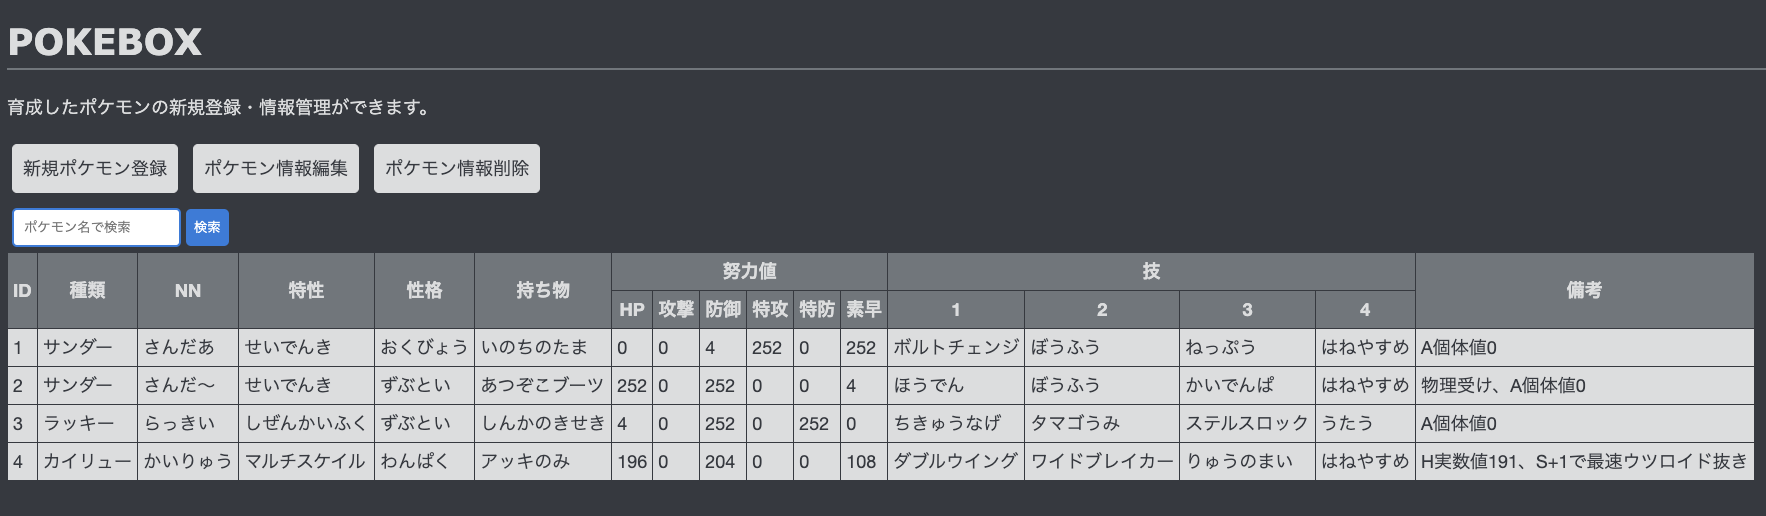 POKEBOX
育成したポケモンの新規登録・情報管理ができます。
新規ポケモン登録 ポケモン情報編集 ポケモン情報削除
ポケモン名で検索 検索
ID 種類 NN 特性 性格 持ち物 努力値 技 備考
HP 攻撃 防御 特攻 特防 素早 1 2 3 4
1 サンダー さんだあ せいでんき おくびょう いのちのたま 0 0 4 252 0 252 ボルトチェンジ ぼうふう ねっぷう はねやすめ A個体値0
2 サンダー さんだ〜 せいでんき ずぶとい あつぞこブーツ 252 0 252 0 0 4 ほうでん ぼうふう かいでんぱ はねやすめ 物理受け、A個体値0
3 ラッキー らっきい しぜんかいふく ずぶとい しんかのきせき 4 0 252 0 252 0 ちきゅうなげ タマゴうみ ステルスロック うたう A個体値0
4 カイリュー かいりゅう マルチスケイル わんぱく アッキのみ 196 0 204 0 0 108 ダブルウイング ワイドブレイカー りゅうのまい はねやすめ H実数値191、S+1で最速ウツロイド抜き